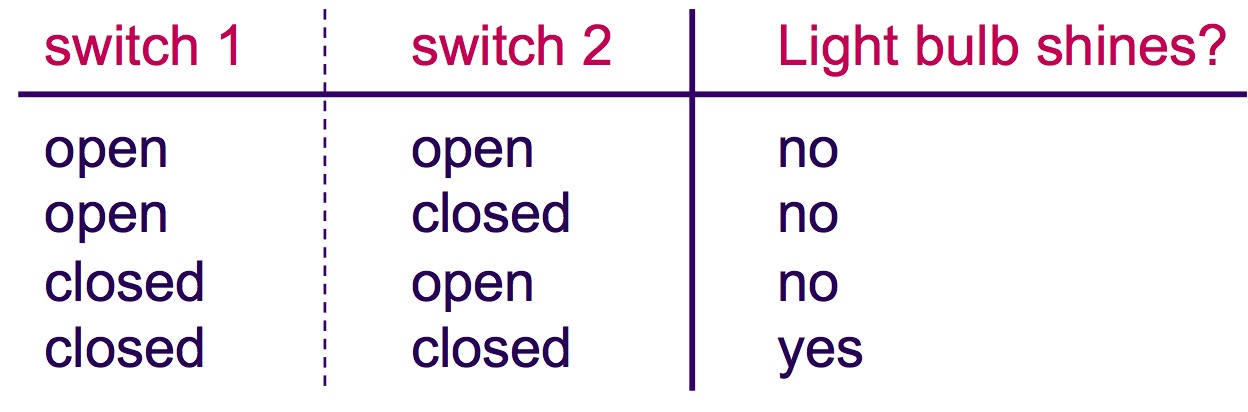 switch 1 switch 2 Light bulb shines?
open open no
open closed no
closed open no
closed closed yes